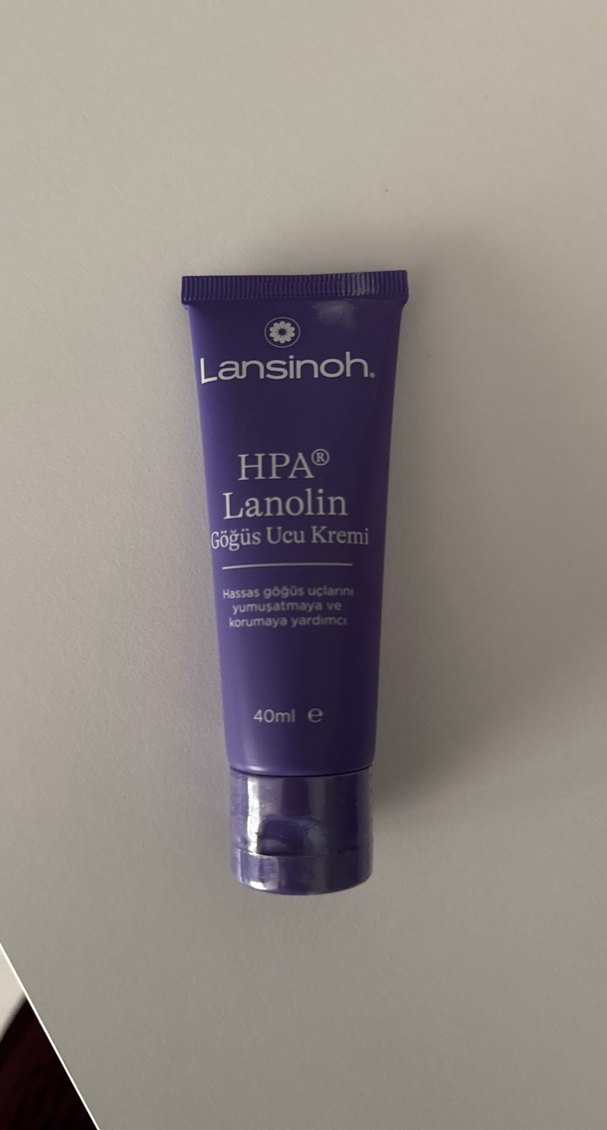 Lansinoh®
HPA®
Lanolin
Göğüs Ucu Kremi
Hassas göğüs uçlarını
yumuşatmaya ve
korumaya yardımcı
40ml ℮